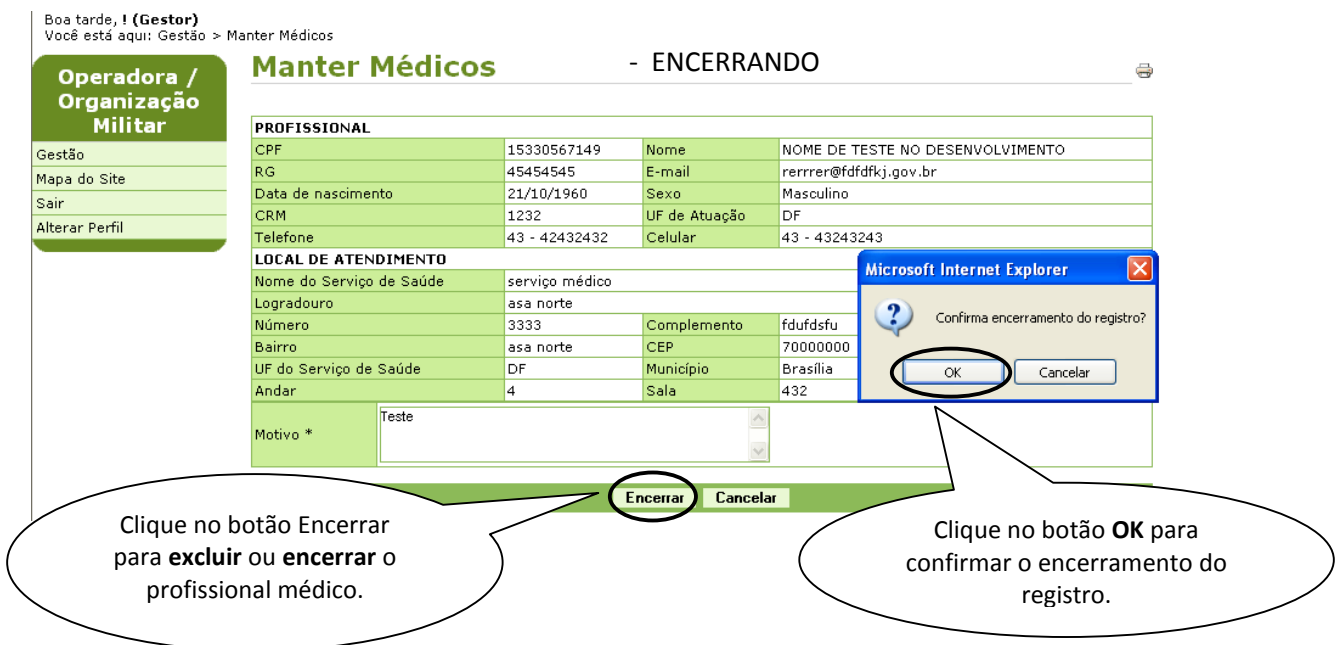 Boa tarde, ! (Gestor)
Você está aqui: Gestão > Manter Médicos
Operadora /
Organização
Militar
Gestão
Mapa do Site
Sair
Alterar Perfil
Manter Médicos - ENCERRANDO
PROFISSIONAL
CPF 15330567149 Nome NOME DE TESTE NO DESENVOLVIMENTO
RG 45454545 E-mail rerrrer@fdfdfkj.gov.br
Data de nascimento 21/10/1960 Sexo Masculino
CRM 1232 UF de Atuação DF
Telefone 43 - 42432432 Celular 43 - 43243243
LOCAL DE ATENDIMENTO
Nome do Serviço de Saúde serviço médico
Logradouro asa norte
Número 3333 Complemento fdufdsfu
Bairro asa norte CEP 70000000
UF do Serviço de Saúde DF Município Brasília
Andar 4 Sala 432
Motivo * Teste
Microsoft Internet Explorer
Confirma encerramento do registro?
OK Cancelar
Encerrar Cancelar
Clique no botão Encerrar
para excluir ou encerrar o
profissional médico.
Clique no botão OK para
confirmar o encerramento do
registro.